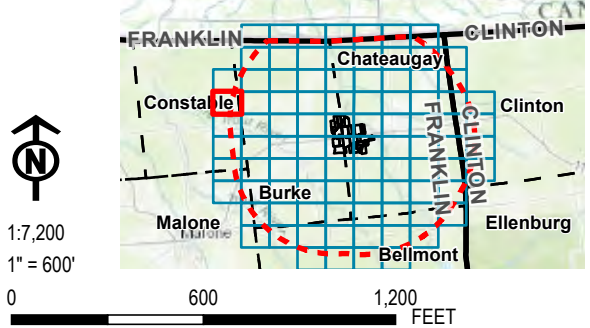 FRANKLIN
CLINTON
Chateaugay
Constable
Clinton
FRANKLIN
CLINTON
Burke
Malone
Malone
Ellenburg
Bellmont
N
1:7,200
1" = 600'
0 600 1,200
FEET